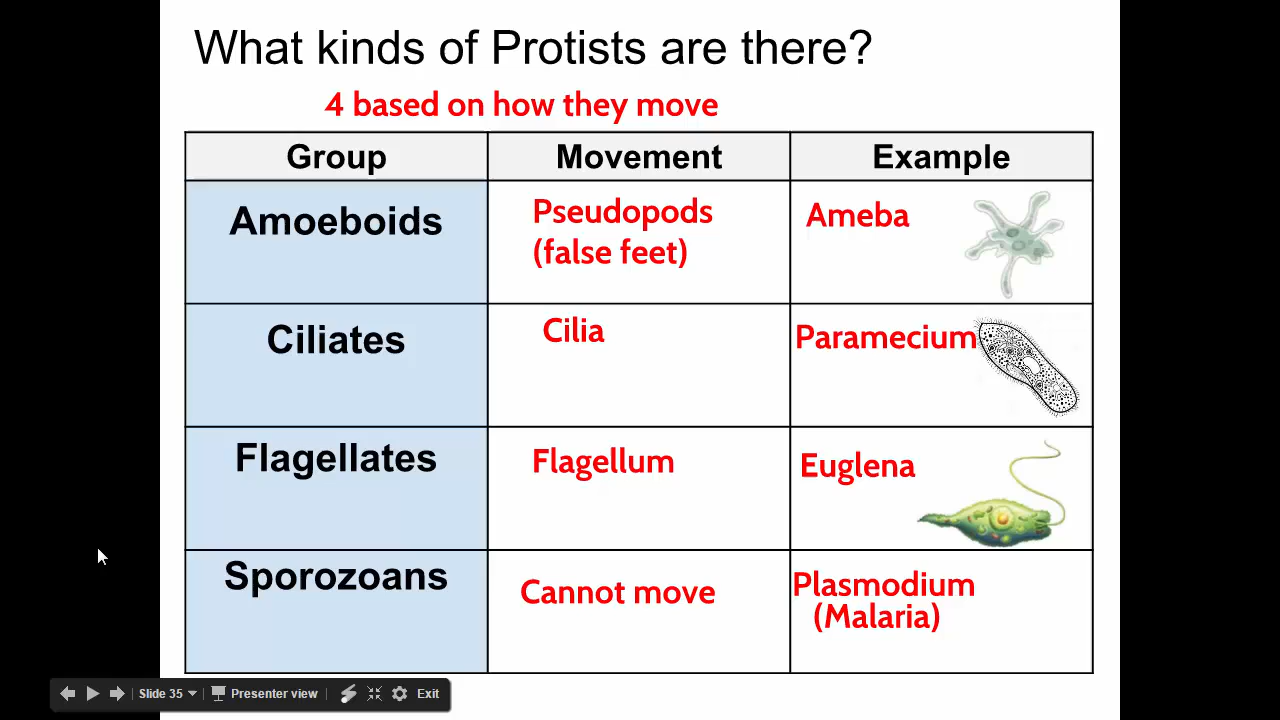 What kinds of Protists are there?
4 based on how they move
Group Movement Example
Amoeboids Pseudopods (false feet) Ameba
Ciliates Cilia Paramecium
Flagellates Flagellum Euglena
Sporozoans Cannot move Plasmodium (Malaria)
Slide 35 Presenter view Exit